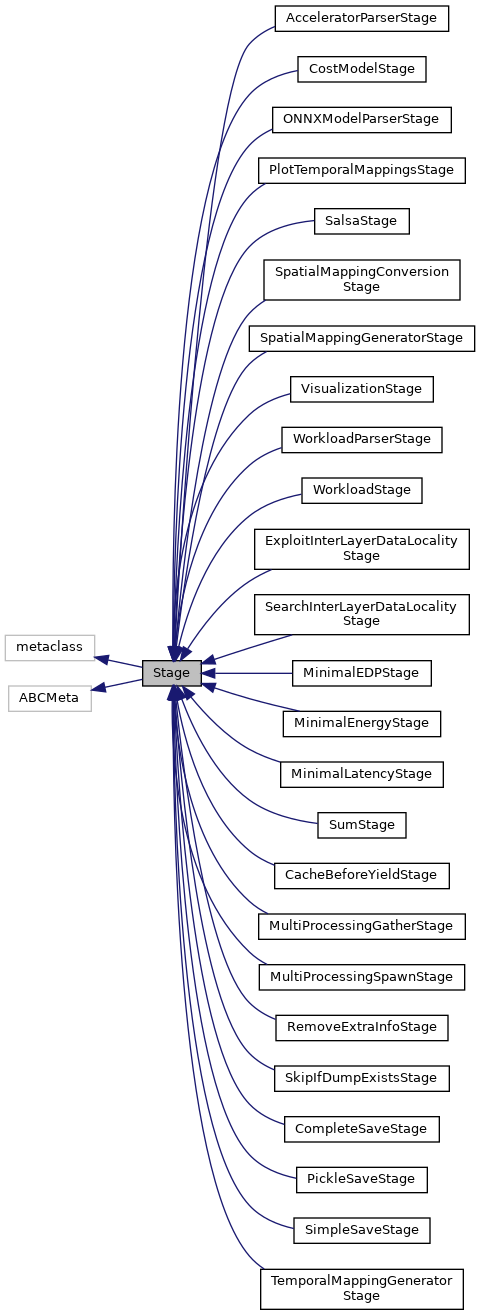 AcceleratorParserStage
CostModelStage
ONNXModelParserStage
PlotTemporalMappingsStage
SalsaStage
SpatialMappingConversion
Stage
SpatialMappingGeneratorStage
VisualizationStage
WorkloadParserStage
WorkloadStage
ExploitInterLayerDataLocality
Stage
SearchInterLayerDataLocality
Stage
metaclass
ABCMeta
Stage
MinimalEDPStage
MinimalEnergyStage
MinimalLatencyStage
SumStage
CacheBeforeYieldStage
MultiProcessingGatherStage
MultiProcessingSpawnStage
RemoveExtraInfoStage
SkipIfDumpExistsStage
CompleteSaveStage
PickleSaveStage
SimpleSaveStage
TemporalMappingGenerator
Stage